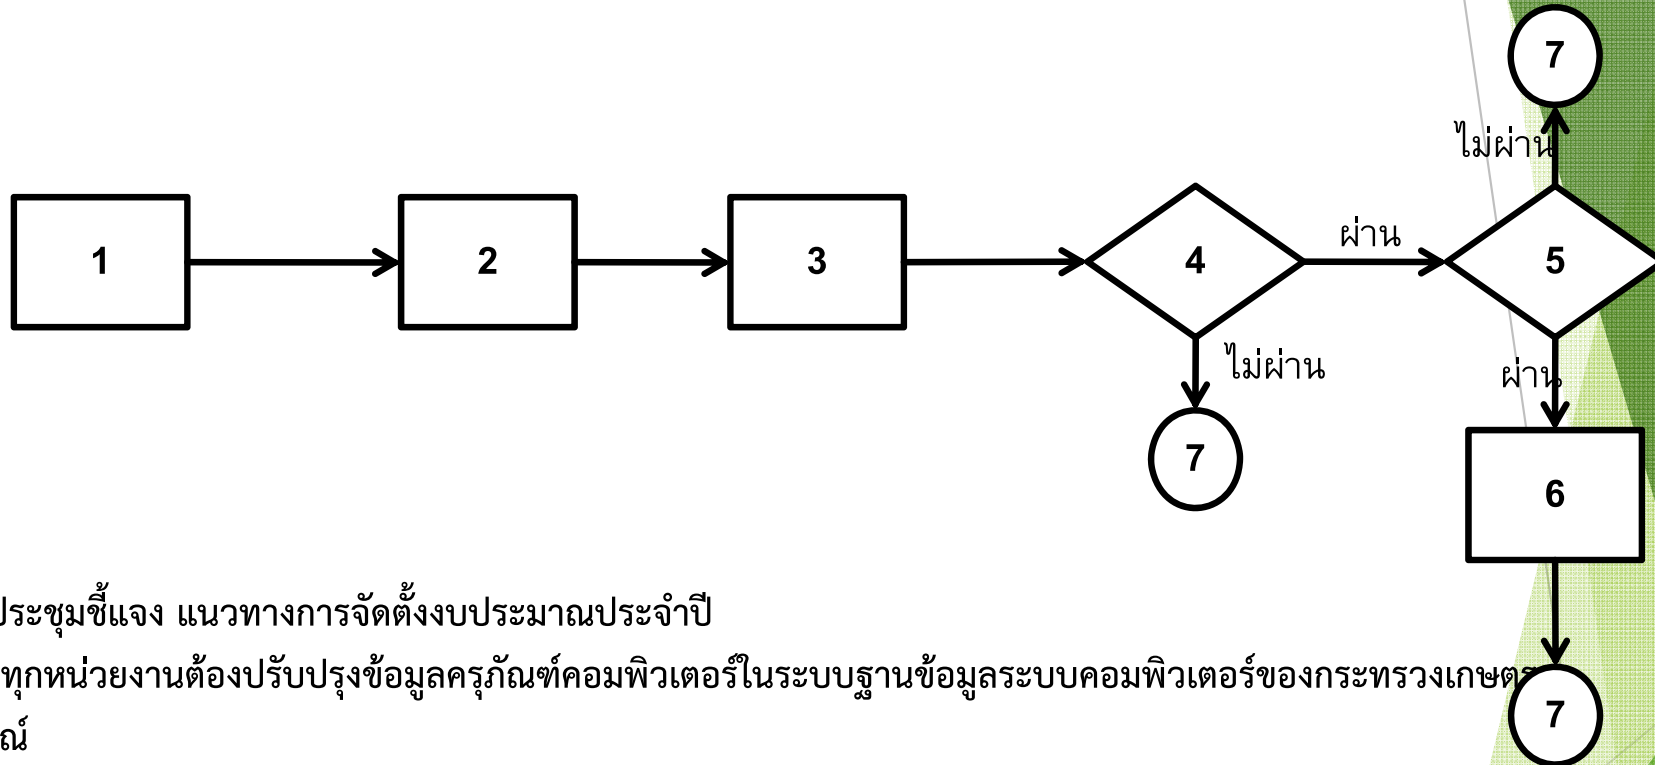 7
ไม่ผ่าน
1
2
3
4
ผ่าน
5
ไม่ผ่าน
ผ่าน
7
6
ประชุมชี้แจง แนวทางการจัดตั้งงบประมาณประจำปี
ทุกหน่วยงานต้องปรับปรุงข้อมูลครุภัณฑ์คอมพิวเตอร์ในระบบฐานข้อมูลระบบคอมพิวเตอร์ของกระทรวงเกษตร
7
ณ์